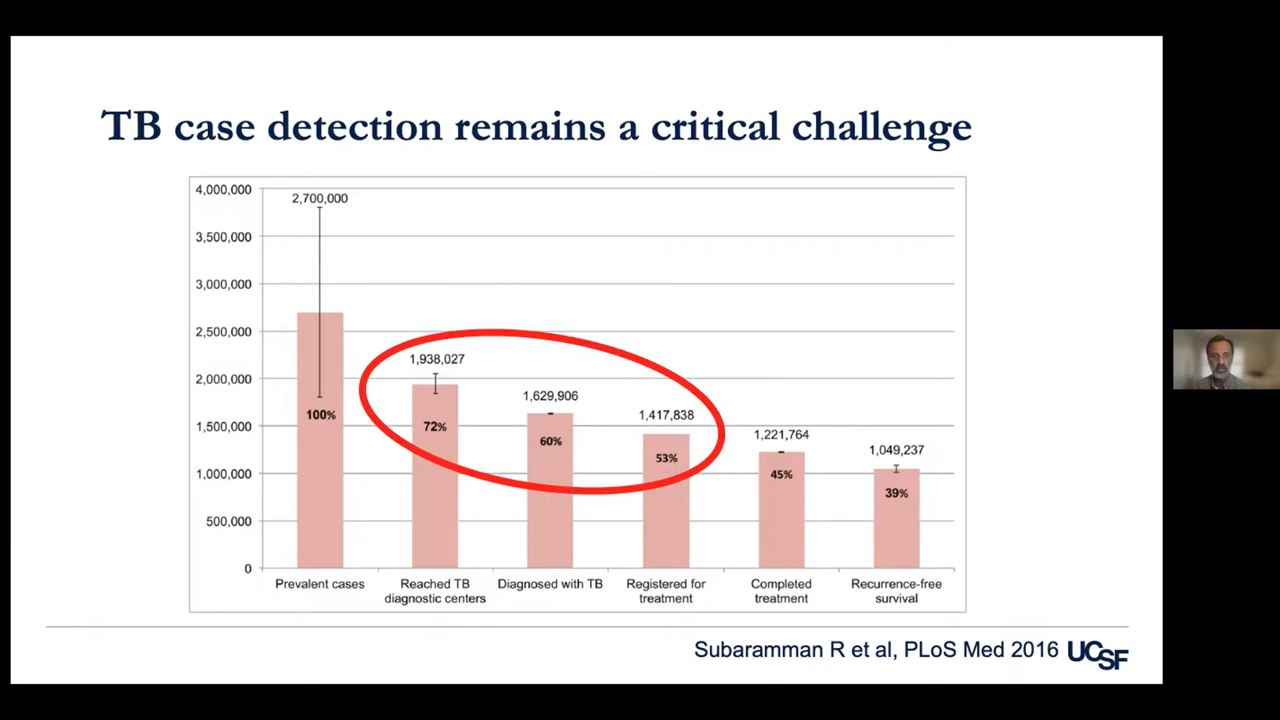 TB case detection remains a critical challenge
4,000,000
3,500,000
3,000,000
2,500,000
2,000,000
1,500,000
1,000,000
500,000
0
2,700,000
100%
1,938,027
72%
1,629,906
60%
1,417,838
53%
1,221,764
45%
1,049,237
39%
Prevalent cases
Reached TB
diagnostic centers
Diagnosed with TB
Registered for
treatment
Completed
treatment
Recurrence-free
survival
Subaramman R et al, PLoS Med 2016
UCSF